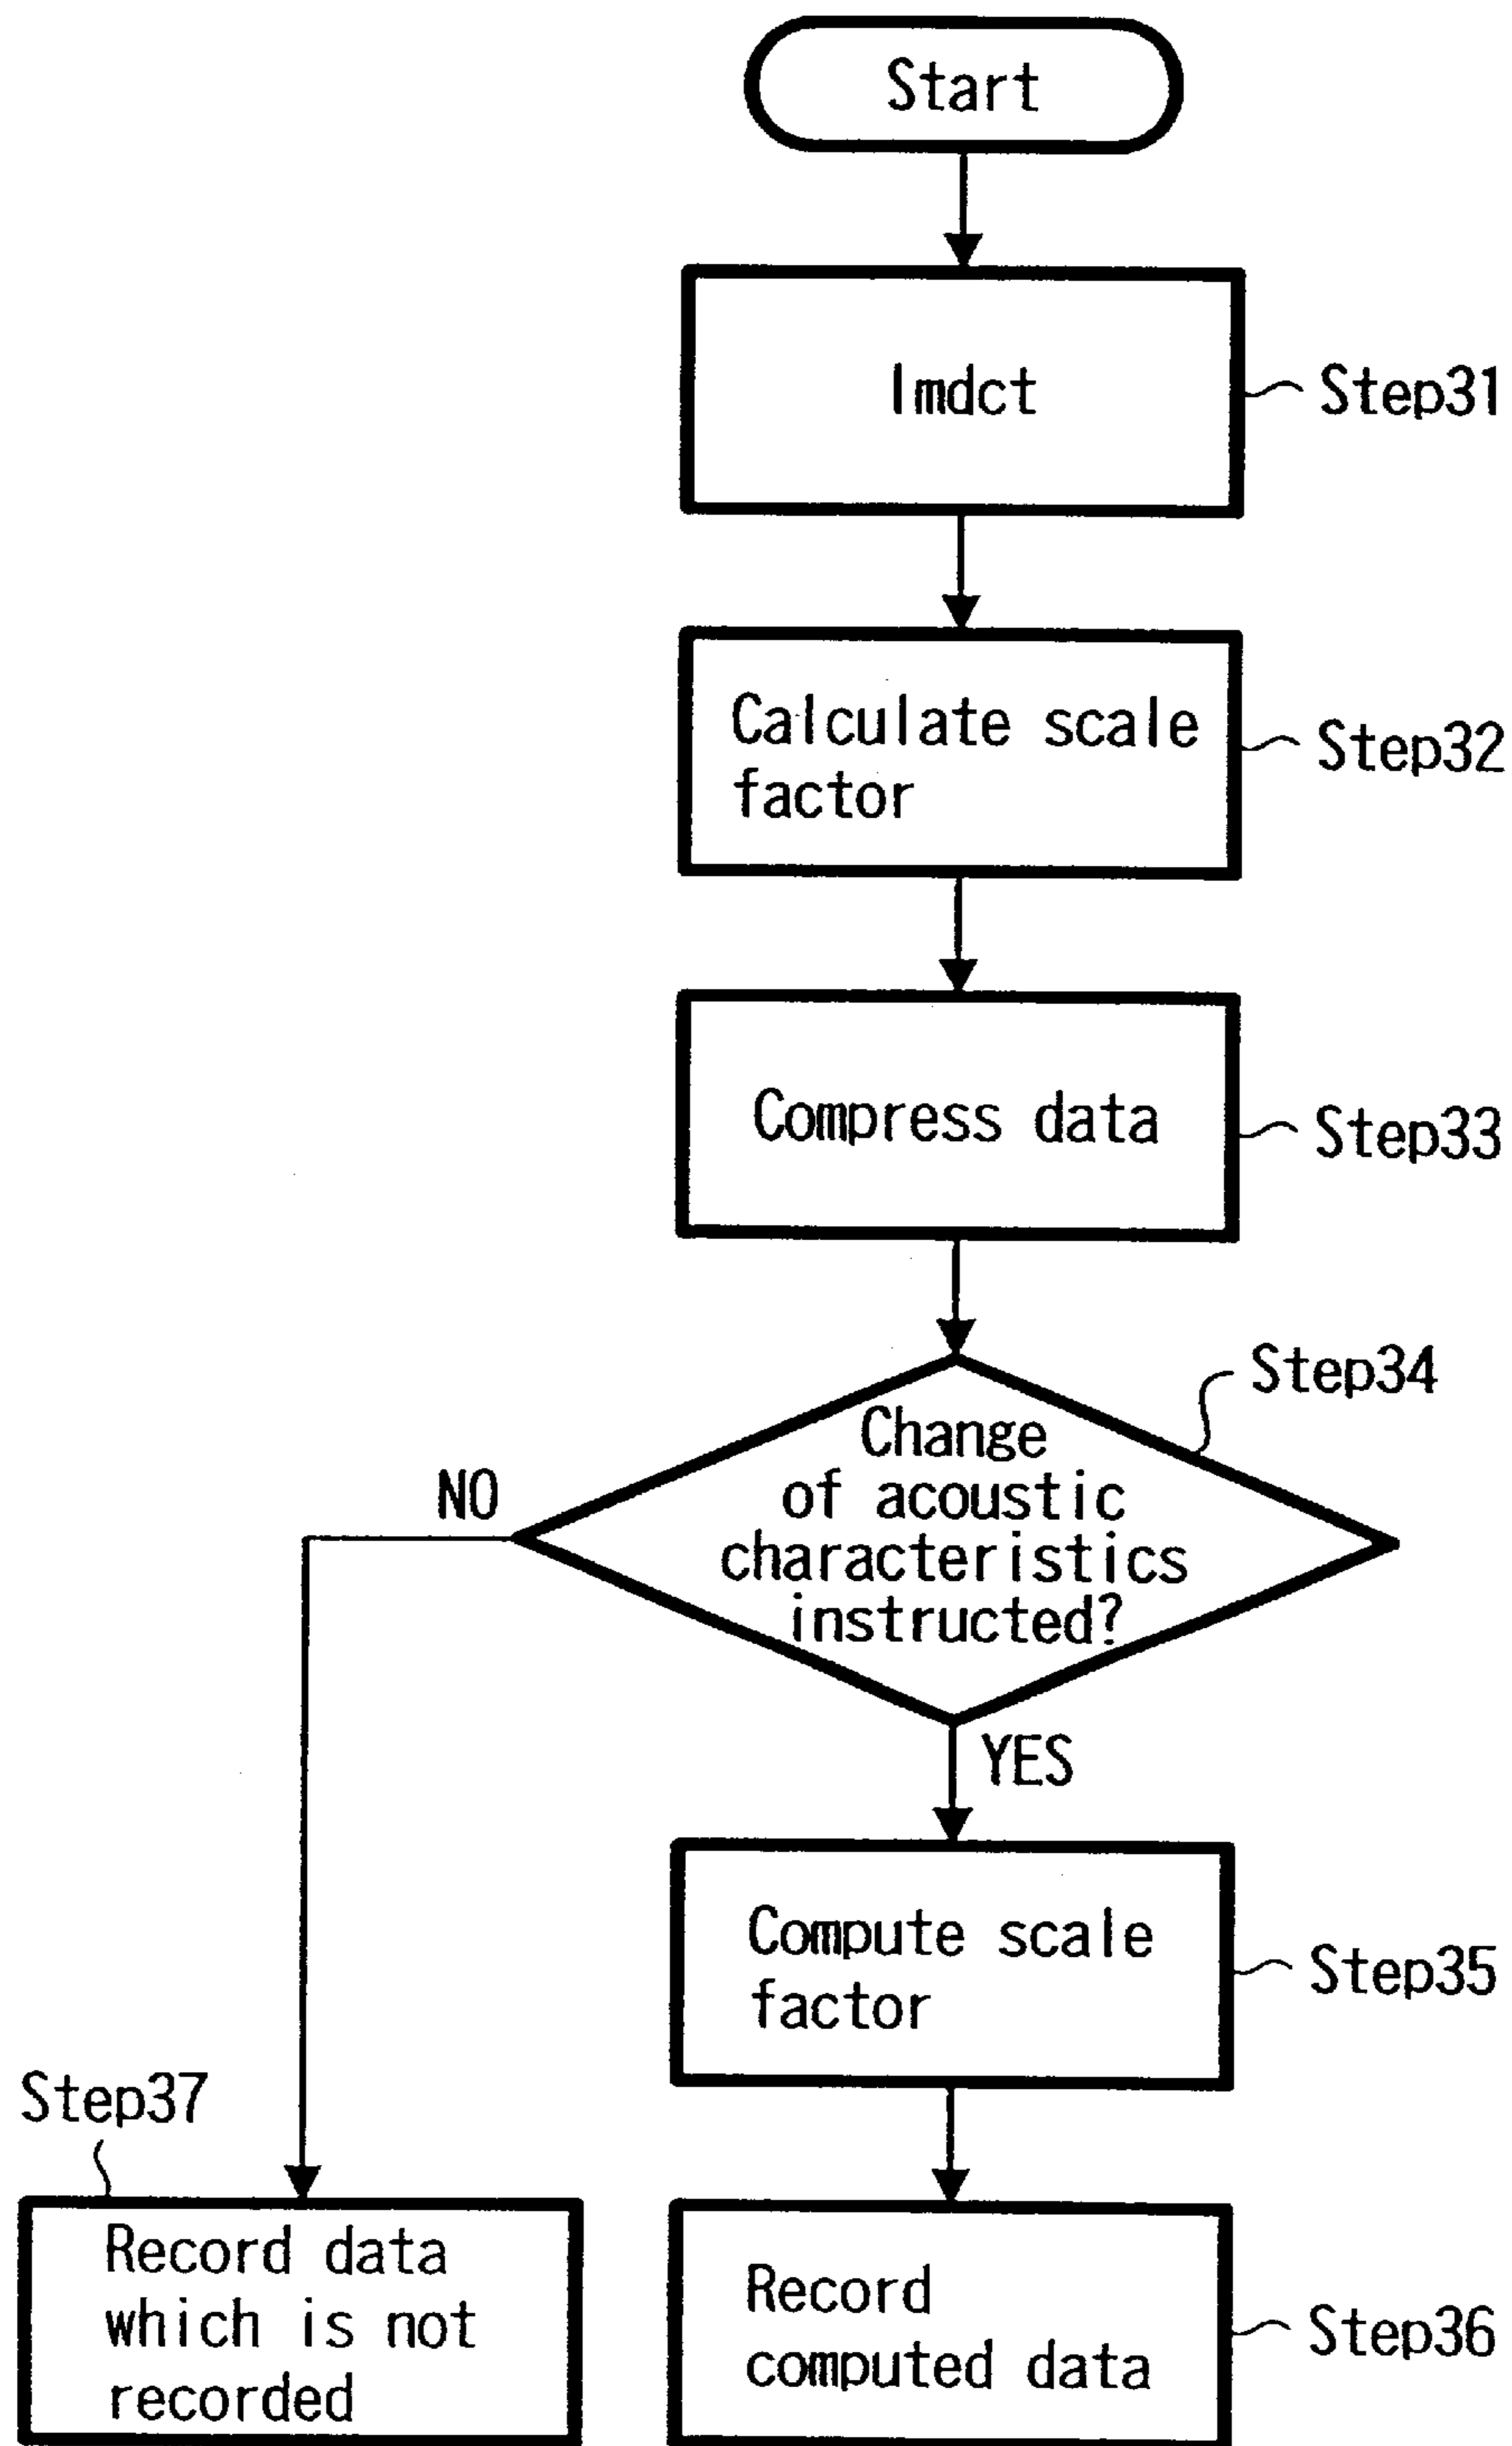 Start
Imdct
Step31
Calculate scale
factor
Step32
Compress data
Step33
Step34
Change
of acoustic
characteristics
instructed?
NO
YES
Compute scale
factor
Step35
Step37
Record data
which is not
recorded
Record
computed data
Step36